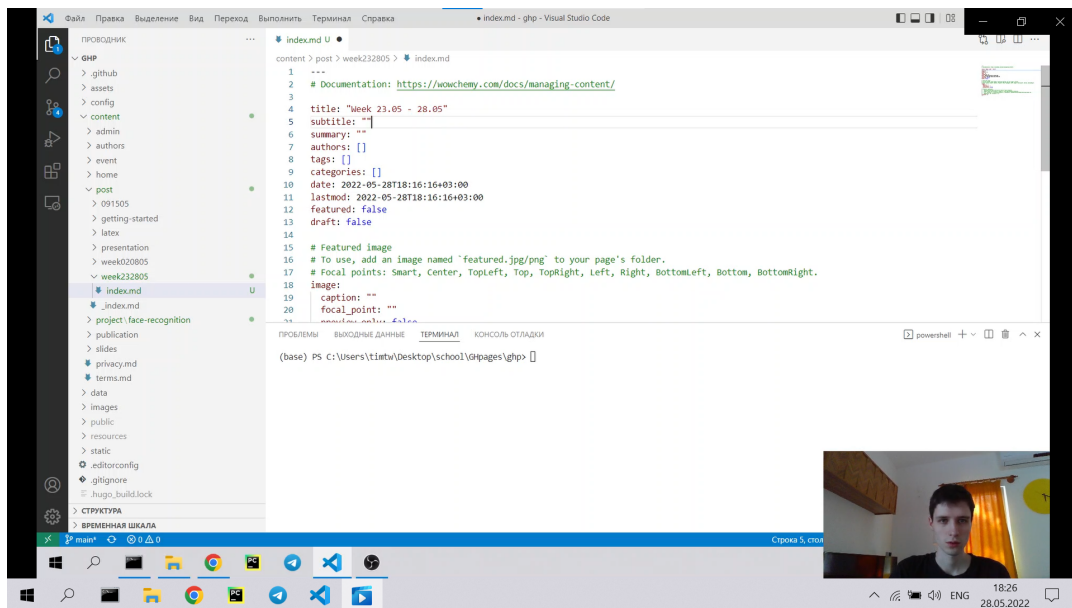 Файл Правка Выделение Вид Переход Выполнить Терминал Справка
● index.md - ghp - Visual Studio Code
ПРОВОДНИК
GHP
.github
assets
config
content
admin
authors
event
home
post
091505
getting-started
latex
presentation
week020805
week232805
index.md U
_index.md
project\face-recognition
publication
slides
privacy.md
terms.md
data
images
public
resources
static
.editorconfig
.gitignore
.hugo_build.lock
СТРУКТУРА
ВРЕМЕННАЯ ШКАЛА
index.md U ●
content > post > week232805 > index.md
1 ---
2 # Documentation: https://wowchemy.com/docs/managing-content/
3
4 title: "Week 23.05 - 28.05"
5 subtitle: ""
6 summary: ""
7 authors: []
8 tags: []
9 categories: []
10 date: 2022-05-28T18:16:16+03:00
11 lastmod: 2022-05-28T18:16:16+03:00
12 featured: false
13 draft: false
14
15 # Featured image
16 # To use, add an image named `featured.jpg/png` to your page's folder.
17 # Focal points: Smart, Center, TopLeft, Top, TopRight, Left, Right, BottomLeft, Bottom, BottomRight.
18 image:
19 caption: ""
20 focal_point: ""
21 preview_only: false
ПРОБЛЕМЫ ВЫХОДНЫЕ ДАННЫЕ ТЕРМИНАЛ КОНСОЛЬ ОТЛАДКИ
powershell
(base) PS C:\Users\timtw\Desktop\school\GHpages\ghp>
main* 0 0
Строка 5, стол
ENG
18:26
28.05.2022